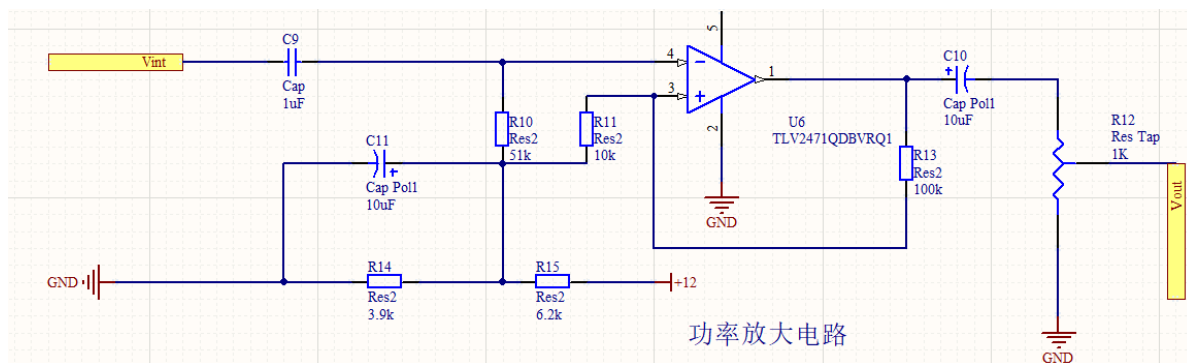 C9
Vint
Cap
1uF
5
4
1
3
2
C10
Cap Pol1
10uF
U6
TLV2471QDBVRQ1
R10
Res2
51k
R11
Res2
10k
C11
Cap Pol1
10uF
R12
Res Tap
1K
R13
Res2
100k
Vout
GND
GND
R14
Res2
3.9k
R15
Res2
6.2k
+12
功率放大电路
GND